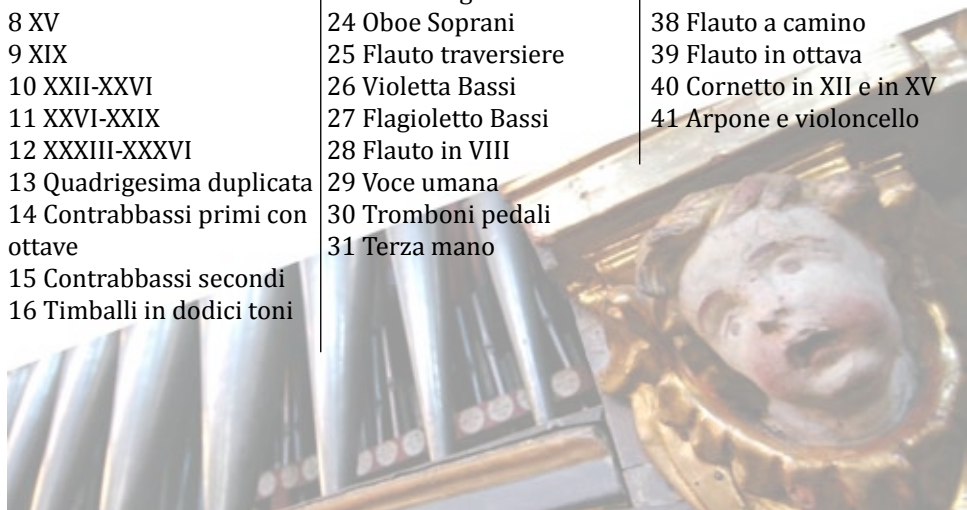 8 XV
9 XIX
10 XXII-XXVI
11 XXVI-XXIX
12 XXXIII-XXXVI
13 Quadrigesima duplicata
14 Contrabbassi primi con
ottave
15 Contrabbassi secondi
16 Timballi in dodici toni
24 Oboe Soprani
25 Flauto traversiere
26 Violetta Bassi
27 Flagioletto Bassi
28 Flauto in VIII
29 Voce umana
30 Tromboni pedali
31 Terza mano
38 Flauto a camino
39 Flauto in ottava
40 Cornetto in XII e in XV
41 Arpone e violoncello